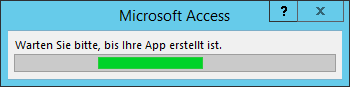 Microsoft Access
?
Warten Sie bitte, bis Ihre App erstellt ist.